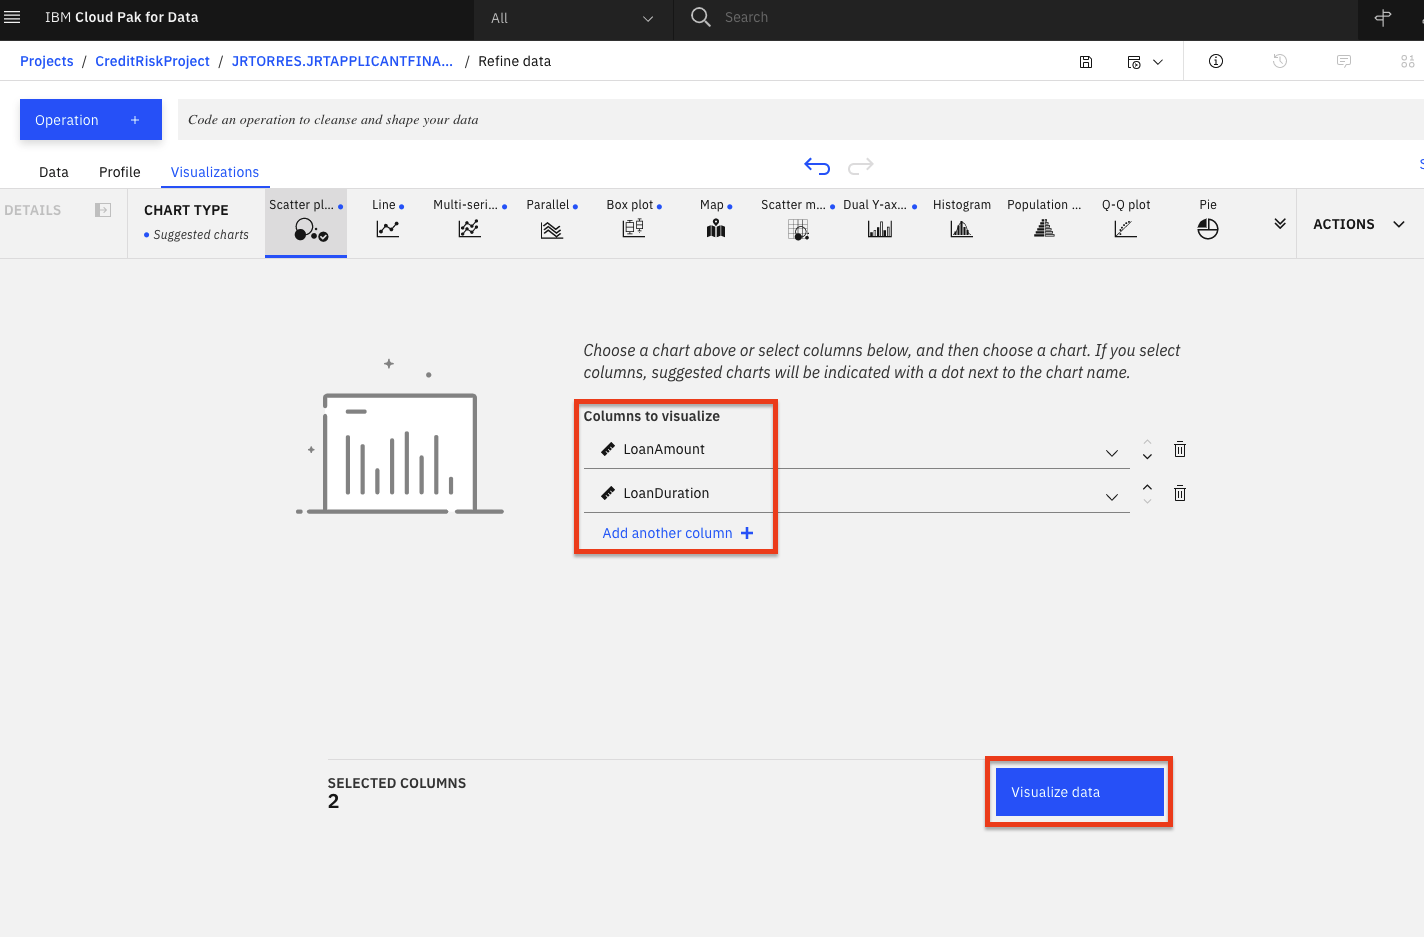 IBM Cloud Pak for Data
All
Search
Projects / CreditRiskProject / JRTORRES.JRTAPPLICANTFINA... / Refine data
Operation +
Code an operation to cleanse and shape your data
Data
Profile
Visualizations
DETAILS
CHART TYPE
Suggested charts
Scatter pl...
Line
Multi-seri...
Parallel
Box plot
Map
Scatter m...
Dual Y-ax...
Histogram
Population ...
Q-Q plot
Pie
ACTIONS
Choose a chart above or select columns below, and then choose a chart. If you select
columns, suggested charts will be indicated with a dot next to the chart name.
Columns to visualize
LoanAmount
LoanDuration
Add another column +
SELECTED COLUMNS
2
Visualize data